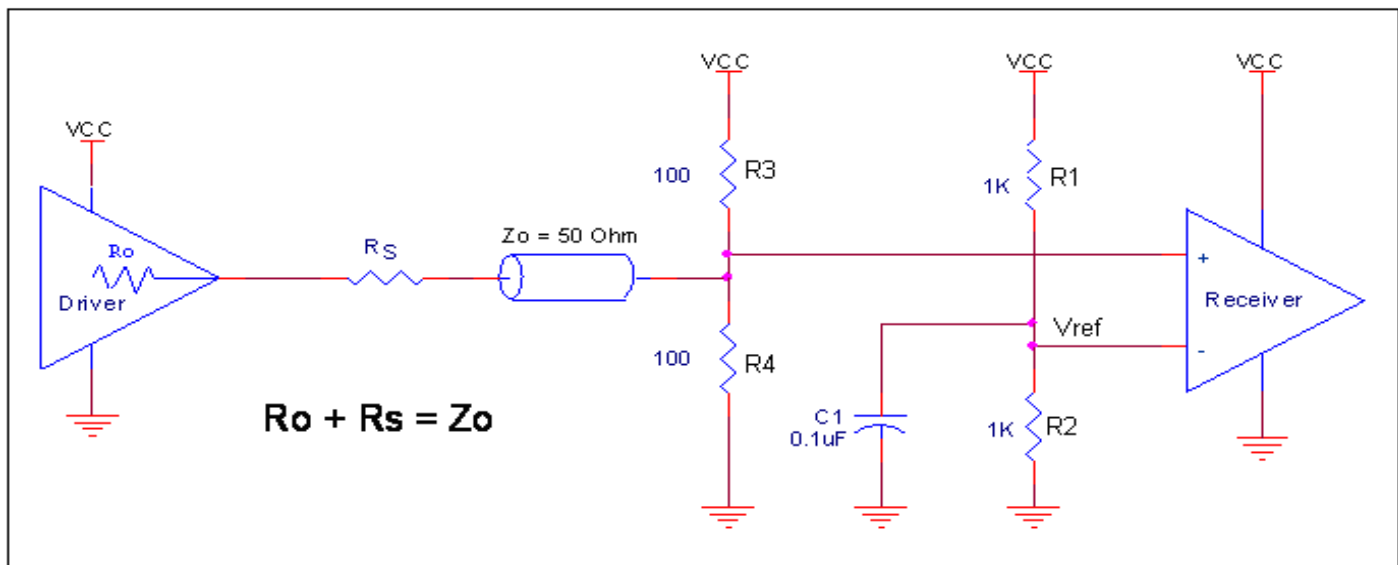 VCC
VCC
VCC
VCC
100
R3
1K
R1
Ro
Driver
RS
Zo = 50 Ohm
+
Receiver
Vref
-
100
R4
C1
0.1uF
1K
R2
Ro + Rs = Zo